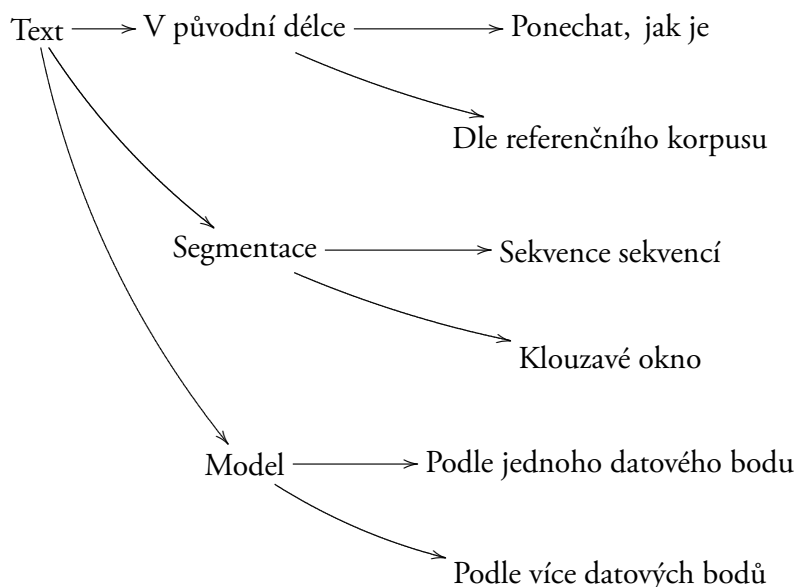 Text V původní délce Ponechat, jak je
Dle referenčního korpusu
Segmentace Sekvence sekvencí
Klouzavé okno
Model Podle jednoho datového bodu
Podle více datových bodů